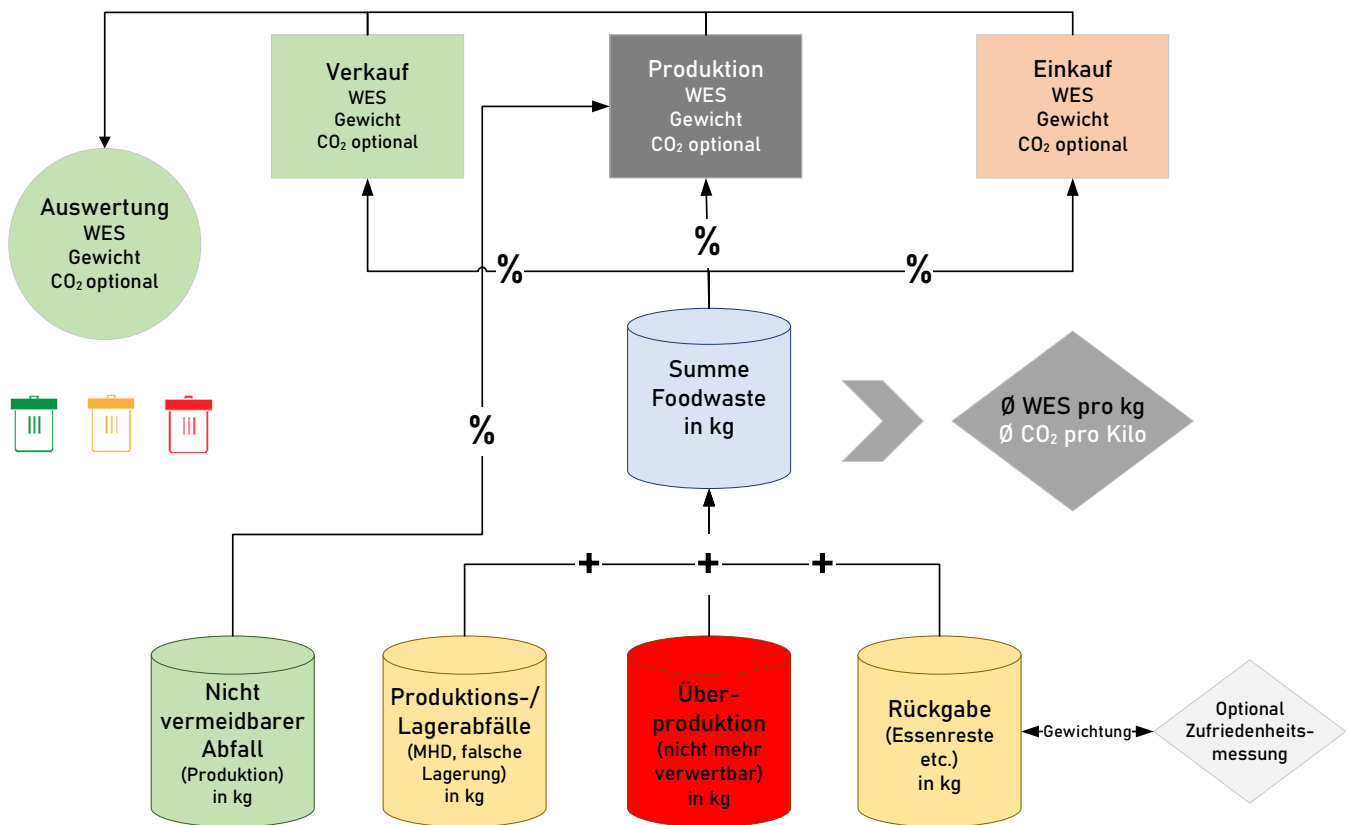 Verkauf
WES
Gewicht
CO₂ optional
Produktion
WES
Gewicht
CO₂ optional
Einkauf
WES
Gewicht
CO₂ optional
Auswertung
WES
Gewicht
CO₂ optional
%
%
%
%
Summe
Foodwaste
in kg
Ø WES pro kg
Ø CO₂ pro Kilo
+
+
+
Nicht
vermeidbarer
Abfall
(Produktion)
in kg
Produktions-/
Lagerabfälle
(MHD, falsche
Lagerung)
in kg
Über-
produktion
(nicht mehr
verwertbar)
in kg
Rückgabe
(Essenreste
etc.)
in kg
Gewichtung
Optional
Zufriedenheits-
messung